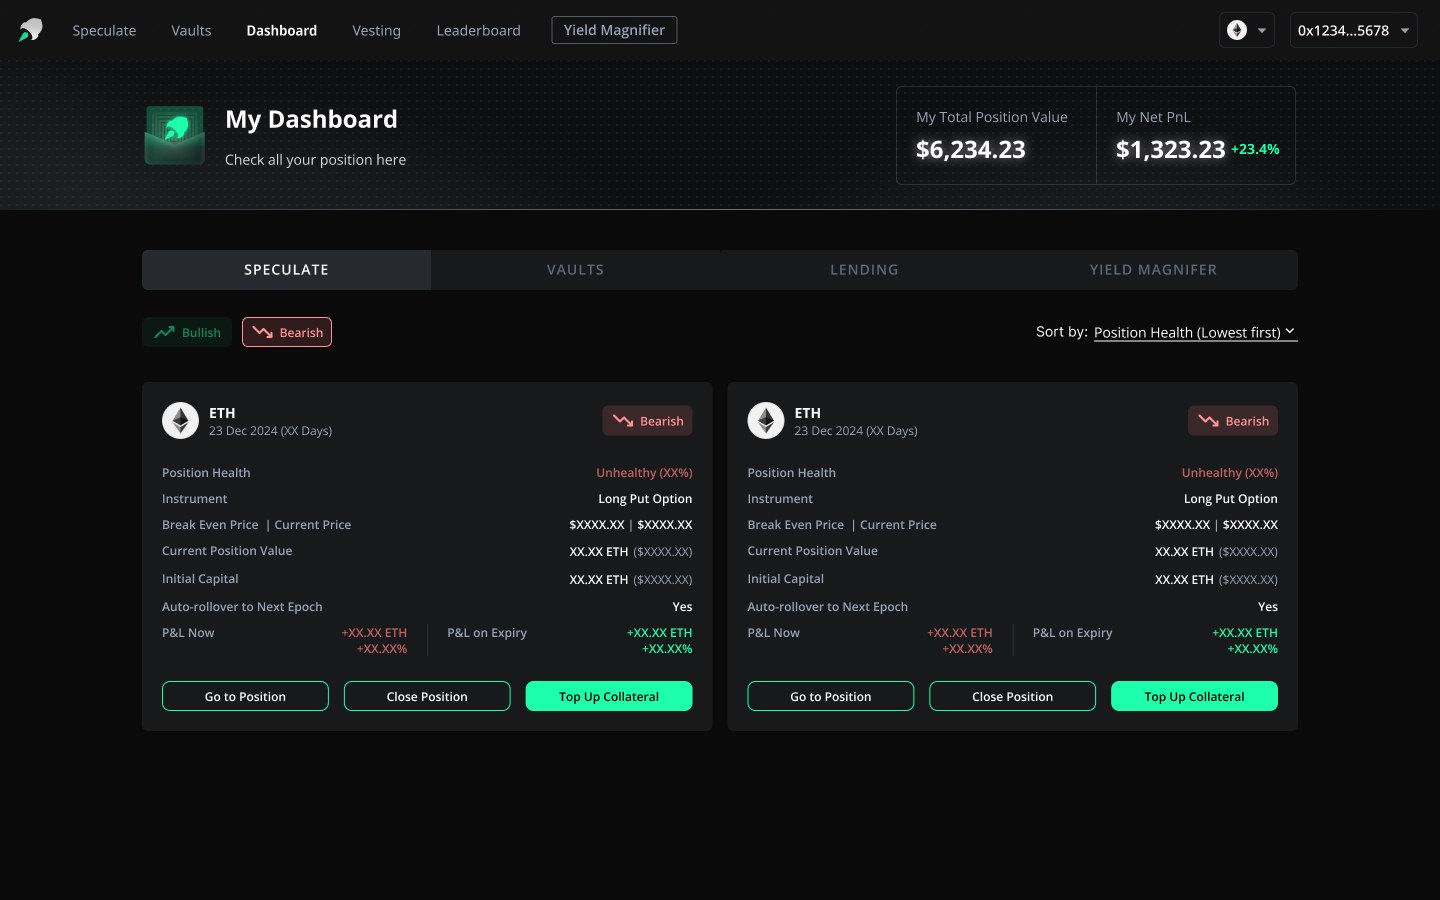 Speculate
Vaults
Dashboard
Vesting
Leaderboard
Yield Magnifier
0x1234...5678
My Dashboard
Check all your position here
My Total Position Value
$6,234.23
My Net PnL
$1,323.23 +23.4%
SPECULATE
VAULTS
LENDING
YIELD MAGNIFER
Bullish
Bearish
Sort by: Position Health (Lowest first)
ETH
23 Dec 2024 (XX Days)
Bearish
Position Health
Unhealthy (XX%)
Instrument
Long Put Option
Break Even Price | Current Price
$XXXX.XX | $XXXX.XX
Current Position Value
XX.XX ETH ($XXXX.XX)
Initial Capital
XX.XX ETH ($XXXX.XX)
Auto-rollover to Next Epoch
Yes
P&L Now
+XX.XX ETH
+XX.XX%
P&L on Expiry
+XX.XX ETH
+XX.XX%
Go to Position
Close Position
Top Up Collateral
ETH
23 Dec 2024 (XX Days)
Bearish
Position Health
Unhealthy (XX%)
Instrument
Long Put Option
Break Even Price | Current Price
$XXXX.XX | $XXXX.XX
Current Position Value
XX.XX ETH ($XXXX.XX)
Initial Capital
XX.XX ETH ($XXXX.XX)
Auto-rollover to Next Epoch
Yes
P&L Now
+XX.XX ETH
+XX.XX%
P&L on Expiry
+XX.XX ETH
+XX.XX%
Go to Position
Close Position
Top Up Collateral